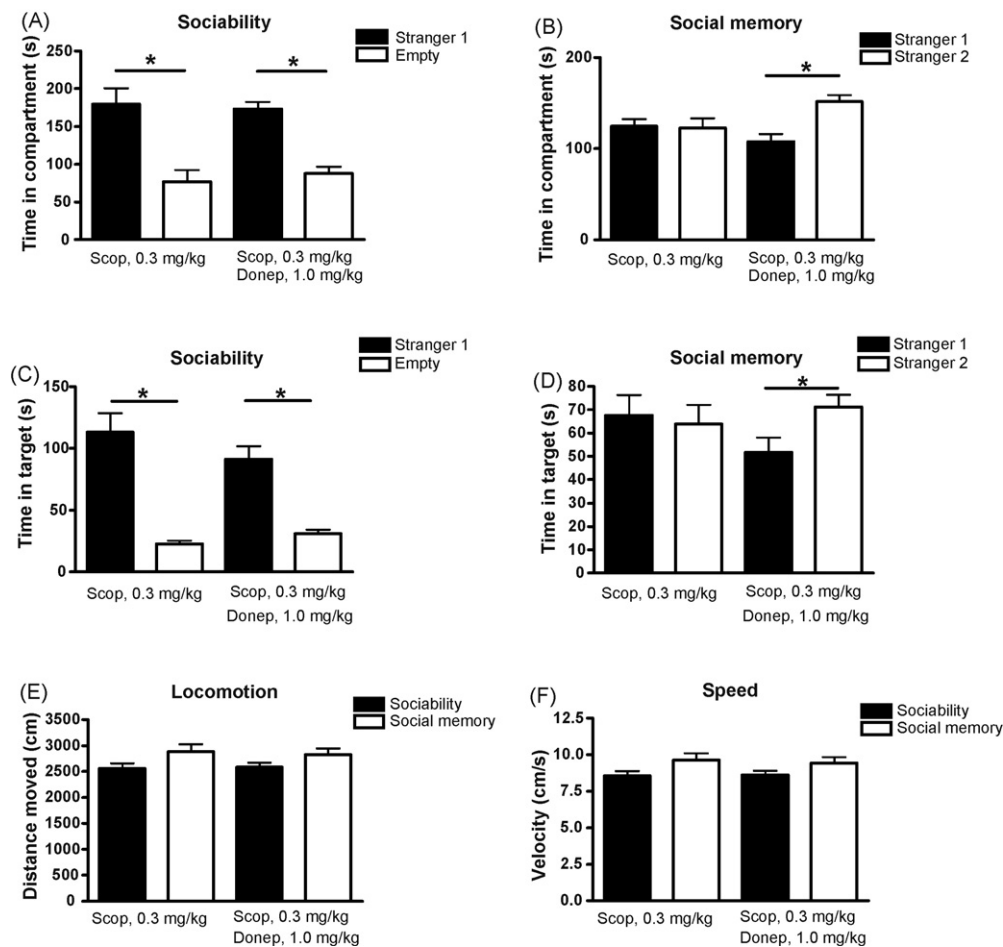 (A)
Sociability
Stranger 1
Empty
Time in compartment (s)
250
200
150
100
50
0
*
*
Scop, 0.3 mg/kg
Scop, 0.3 mg/kg
Donep, 1.0 mg/kg
(B)
Social memory
Stranger 1
Stranger 2
Time in compartment (s)
200
100
0
*
Scop, 0.3 mg/kg
Scop, 0.3 mg/kg
Donep, 1.0 mg/kg
(C)
Sociability
Stranger 1
Empty
Time in target (s)
150
100
50
0
*
*
Scop, 0.3 mg/kg
Scop, 0.3 mg/kg
Donep, 1.0 mg/kg
(D)
Social memory
Stranger 1
Stranger 2
Time in target (s)
80
70
60
50
40
30
20
10
0
*
Scop, 0.3 mg/kg
Scop, 0.3 mg/kg
Donep, 1.0 mg/kg
(E)
Locomotion
Sociability
Social memory
Distance moved (cm)
3500
3000
2500
2000
1500
1000
500
0
Scop, 0.3 mg/kg
Scop, 0.3 mg/kg
Donep, 1.0 mg/kg
(F)
Speed
Sociability
Social memory
Velocity (cm/s)
12.5
10.0
7.5
5.0
2.5
0.0
Scop, 0.3 mg/kg
Scop, 0.3 mg/kg
Donep, 1.0 mg/kg